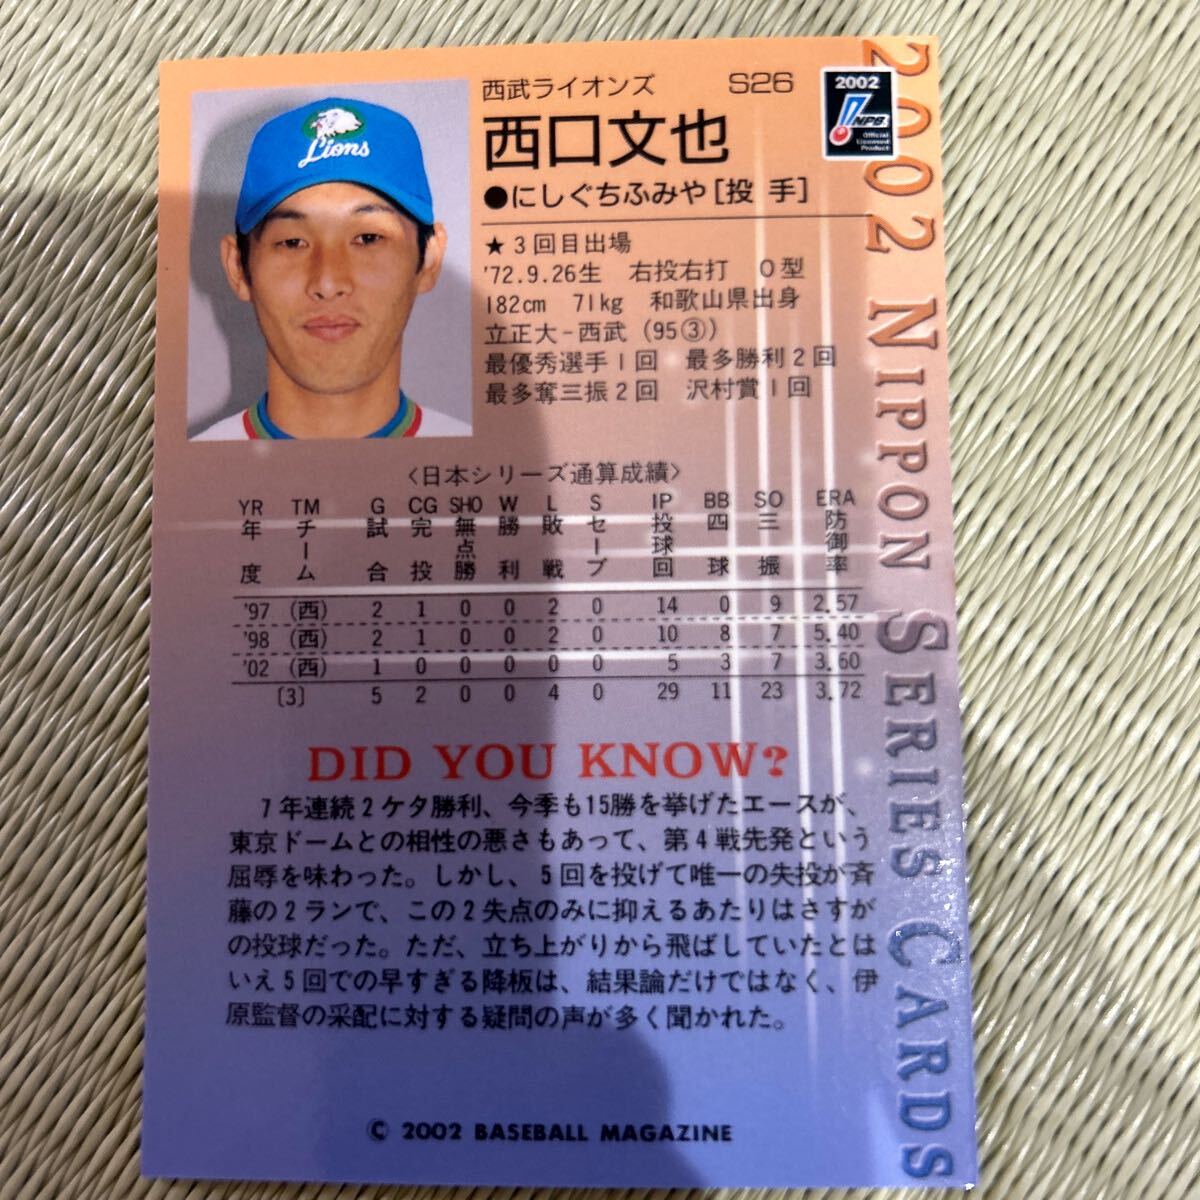 西武ライオンズ S26
西口文也
●にしぐちふみや[投 手]
2002
NPB
Official
Licensed
Product
Lions
★3回目出場
'72.9.26生 右投右打 O型
182cm 71kg 和歌山県出身
立正大-西武 (95③)
最優秀選手1回 最多勝利2回
最多奪三振2回 沢村賞1回
〈日本シリーズ通算成績〉
YR TM G CG SHO W L S IP BB SO ERA
年度 チーム 試合 完投 無点勝 勝利 敗戦 セーブ 投球回 四球 三振 防御率
'97 (西) 2 1 0 0 2 0 14 0 9 2.57
'98 (西) 2 1 0 0 2 0 10 8 7 5.40
'02 (西) 1 0 0 0 0 0 5 3 7 3.60
[3] 5 2 0 0 4 0 29 11 23 3.72
DID YOU KNOW?
7年連続2ケタ勝利、今季も15勝を挙げたエースが、
東京ドームとの相性の悪さもあって、第4戦先発という
屈辱を味わった。しかし、5回を投げて唯一の失投が斉
藤の2ランで、この2失点のみに抑えるあたりはさすが
の投球だった。ただ、立ち上がりから飛ばしていたとは
いえ5回での早すぎる降板は、結果論だけではなく、伊
原監督の采配に対する疑問の声が多く聞かれた。
© 2002 BASEBALL MAGAZINE
2002 NIPPON SERIES CARDS